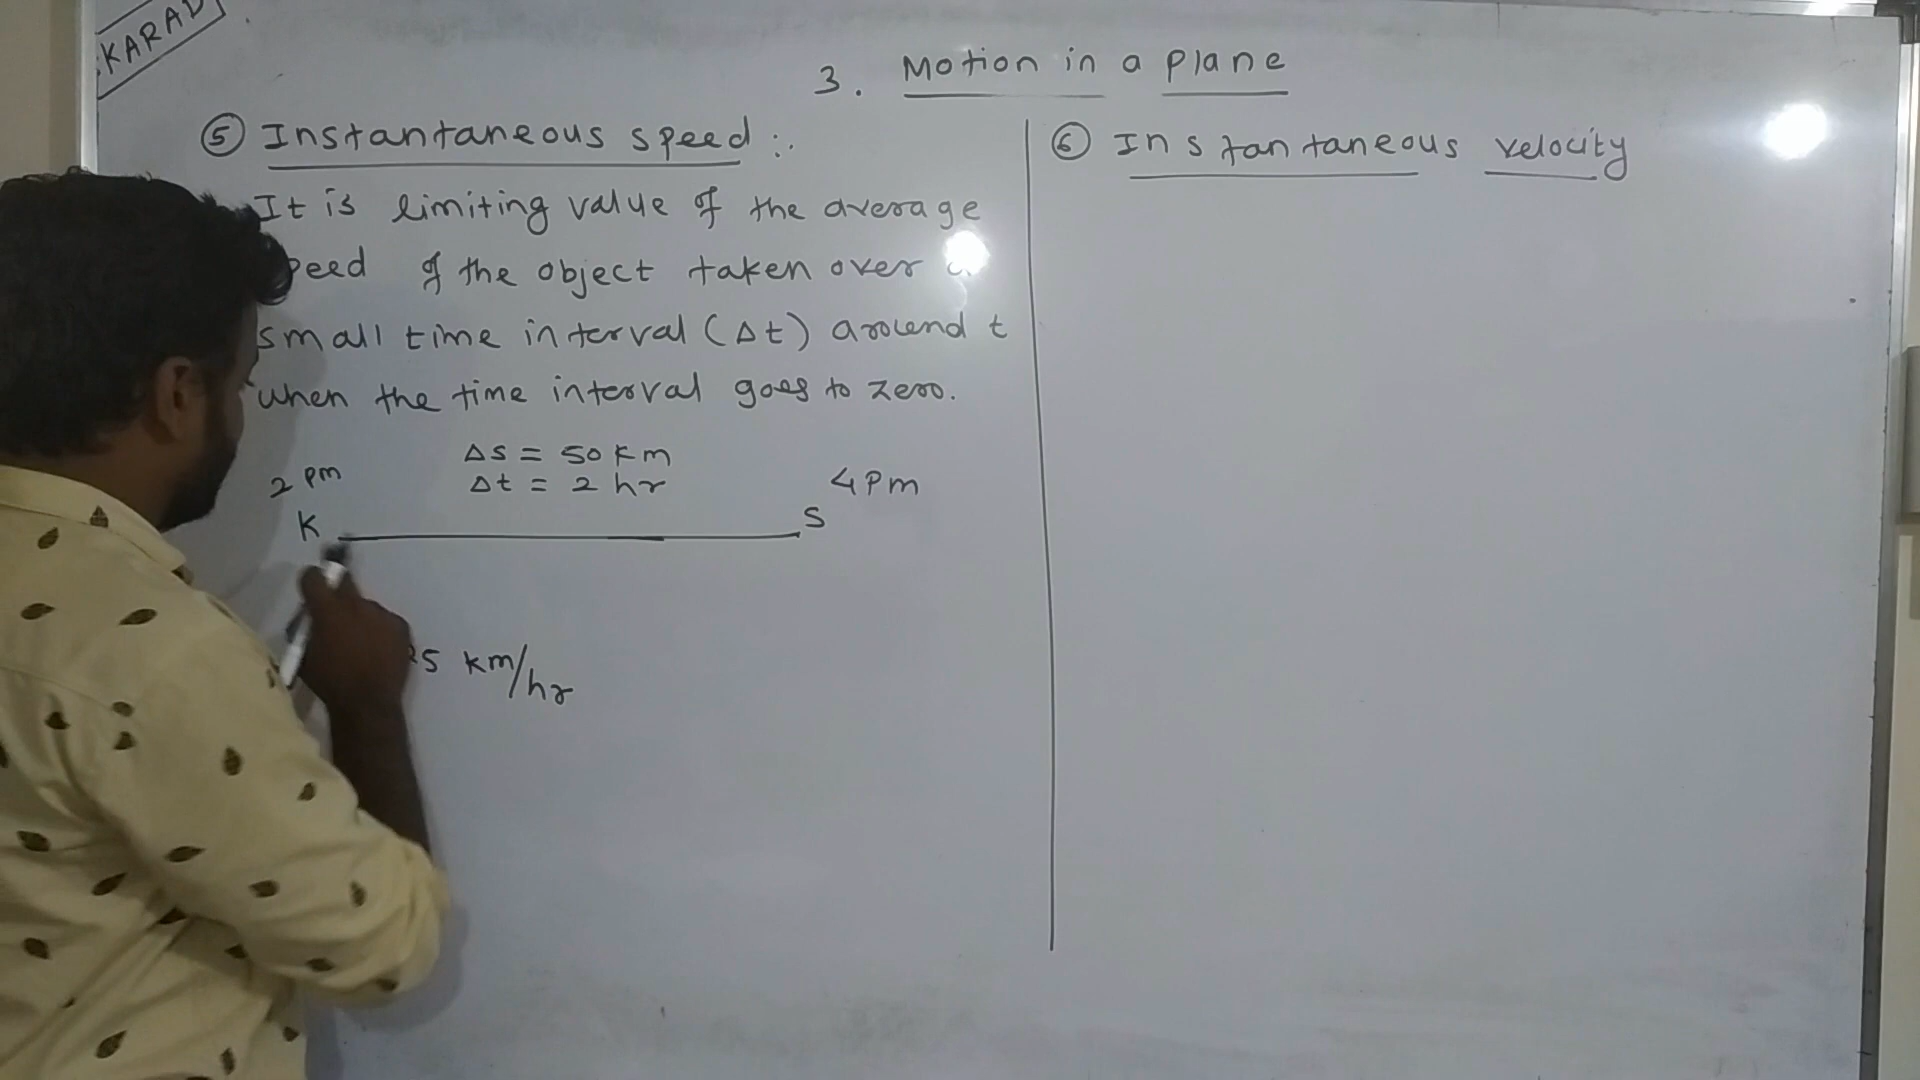 KARAD
3. Motion in a plane
⑤ Instantaneous speed :.
It is limiting value of the average
peed of the object taken over a
small time interval (Δt) around t
when the time interval goes to zero.
Δs = 50 km
2 pm Δt = 2 hr 4 Pm
K S
25 km/hr
⑥ Instantaneous velocity